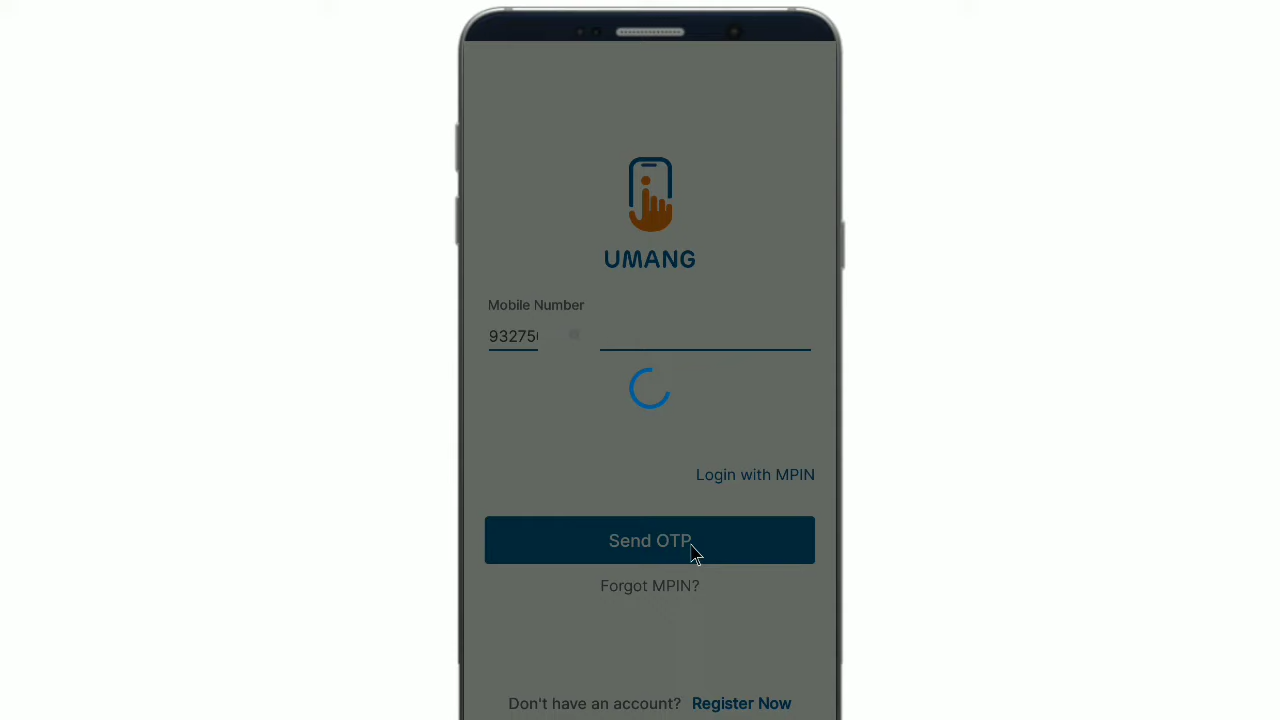 UMANG
Mobile Number
93275
Login with MPIN
Send OTP
Forgot MPIN?
Don't have an account? Register Now